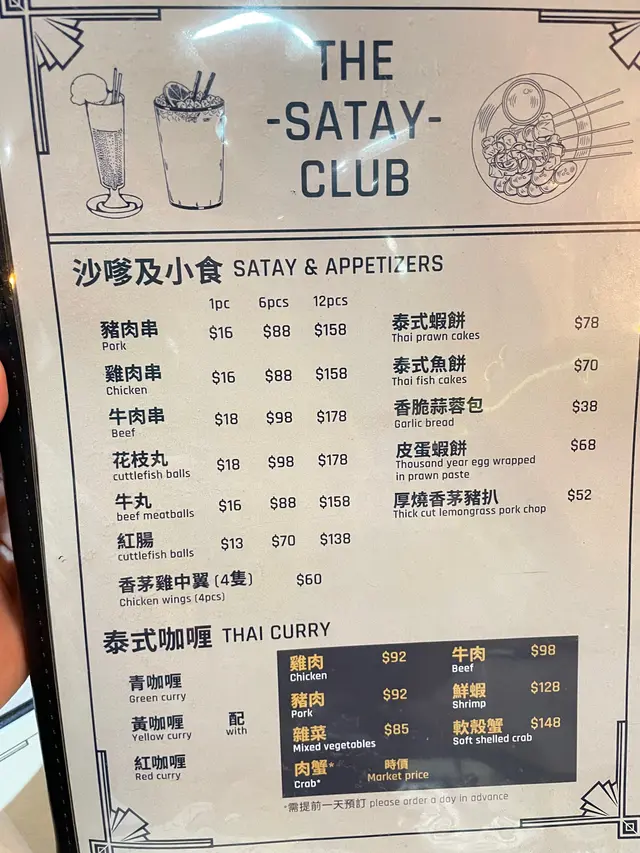 THE
-SATAY-
CLUB
沙嗲及小食 SATAY & APPETIZERS
1pc 6pcs 12pcs
豬肉串 $16 $88 $158
Pork
雞肉串 $16 $88 $158
Chicken
牛肉串 $18 $98 $178
Beef
花枝丸 $18 $98 $178
cuttlefish balls
牛丸 $16 $88 $158
beef meatballs
紅腸 $13 $70 $138
cuttlefish balls
香茅雞中翼 (4隻) $60
Chicken wings (4pcs)
泰式蝦餅 $78
Thai prawn cakes
泰式魚餅 $70
Thai fish cakes
香脆蒜蓉包 $38
Garlic bread
皮蛋蝦餅 $68
Thousand year egg wrapped
in prawn paste
厚燒香茅豬扒 $52
Thick cut lemongrass pork chop
泰式咖喱 THAI CURRY
青咖喱
Green curry
黃咖喱
Yellow curry
紅咖喱
Red curry
配
with
雞肉 $92
Chicken
豬肉 $92
Pork
雜菜 $85
Mixed vegetables
肉蟹* 時價
Crab* Market price
牛肉 $98
Beef
鮮蝦 $128
Shrimp
軟殼蟹 $148
Soft shelled crab
*需提前一天預訂 please order a day in advance